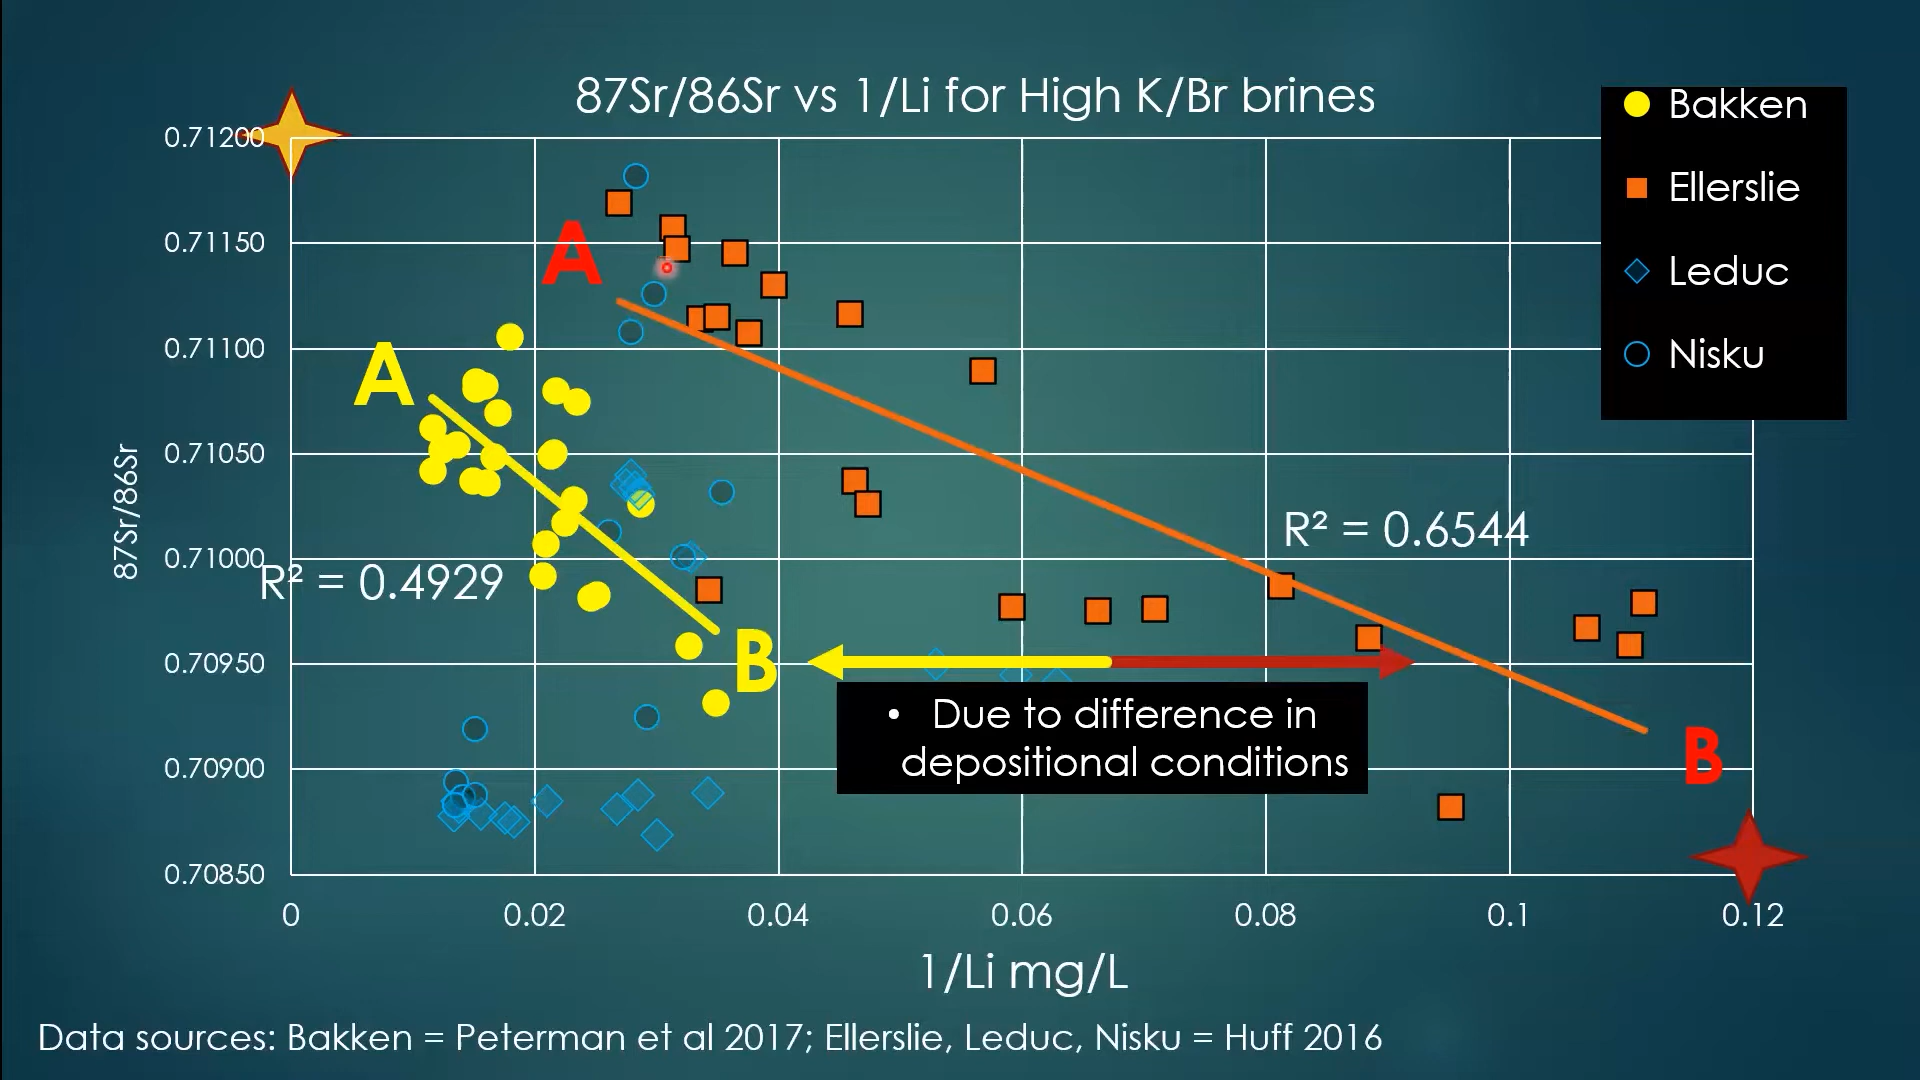 87Sr/86Sr vs 1/Li for High K/Br brines
Bakken
Ellerslie
Leduc
Nisku
0.71200
0.71150
0.71100
0.71050
0.71000
0.70950
0.70900
0.70850
87Sr/86Sr
A
A
B
B
R² = 0.4929
R² = 0.6544
• Due to difference in
depositional conditions
0 0.02 0.04 0.06 0.08 0.1 0.12
1/Li mg/L
Data sources: Bakken = Peterman et al 2017; Ellerslie, Leduc, Nisku = Huff 2016